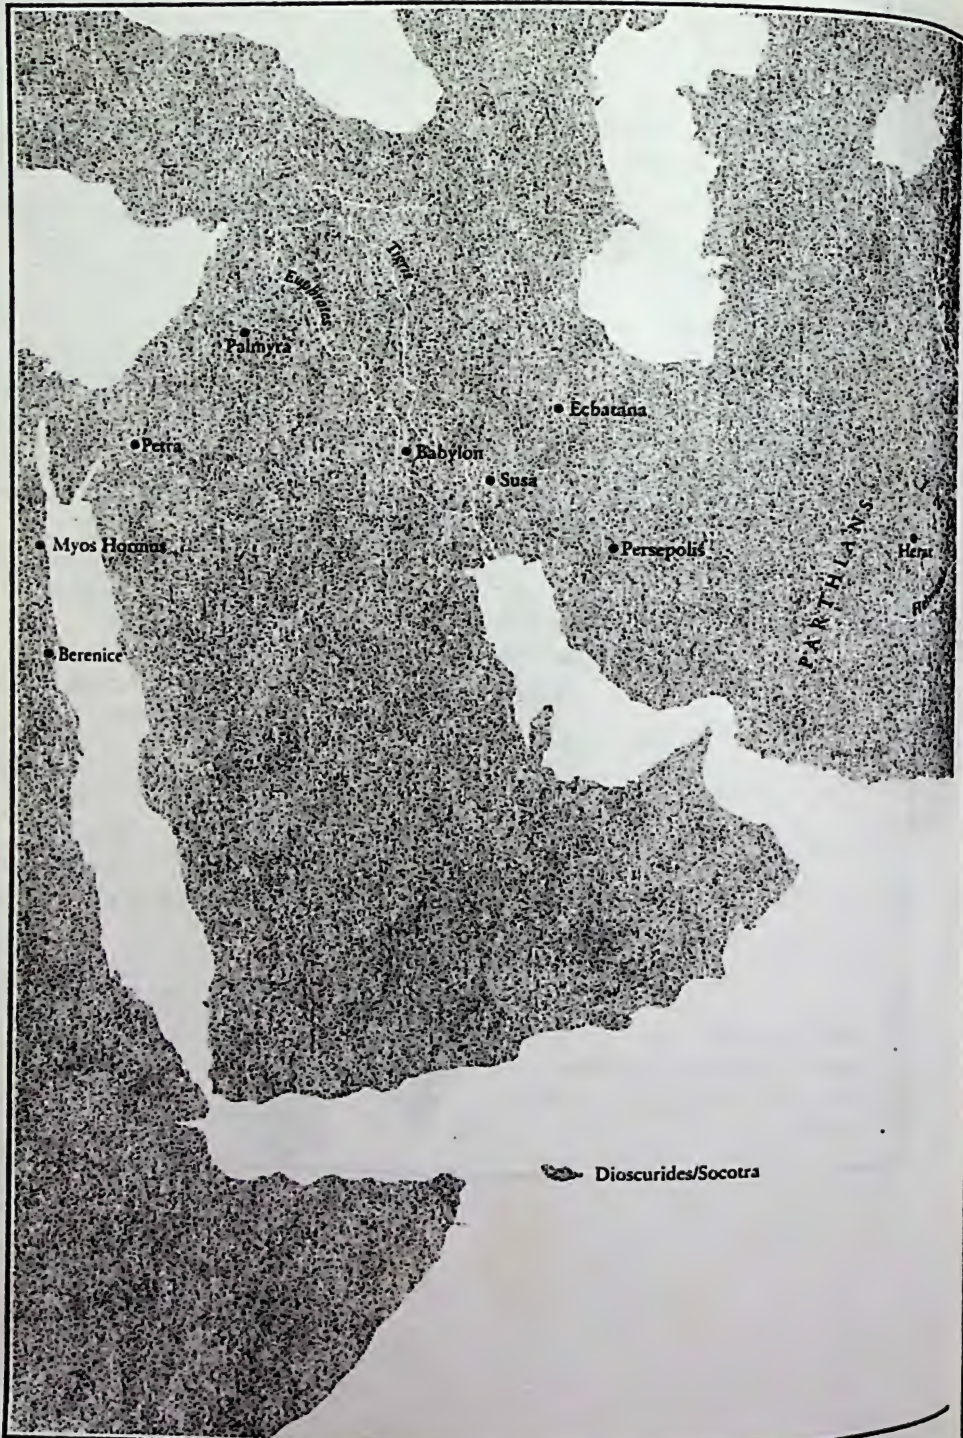 Tigris
Euphrates
Palmyra
Ecbatana
Petra
Babylon
Susa
PARTHIANS
Myos Hormus
Persepolis
Herat
Berenice
Dioscurides/Socotra